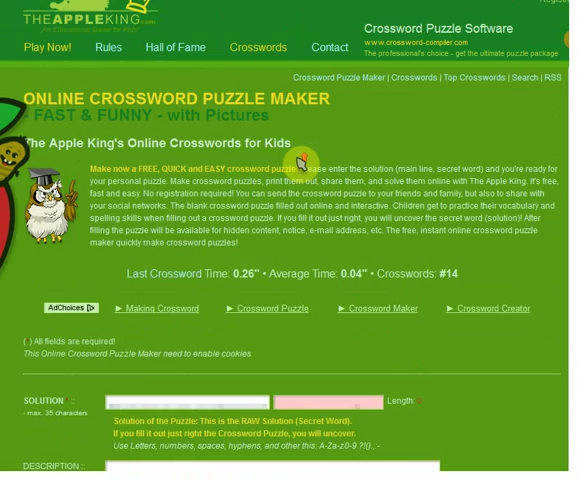 THEAPPLEKING.com
An Educational Game for kids
Crossword Puzzle Software
Play Now! Rules Hall of Fame Crosswords Contact
www.crossword-compiler.com
The professional's choice - get the ultimate puzzle package
Crossword Puzzle Maker | Crosswords | Top Crosswords | Search | RSS
ONLINE CROSSWORD PUZZLE MAKER
- FAST & FUNNY - with Pictures
The Apple King's Online Crosswords for Kids
Make now a FREE, QUICK and EASY crossword puzzle! Please enter the solution (main line, secret word) and you're ready for
your personal puzzle. Make crossword puzzles, print them out, share them, and solve them online with The Apple King. It's free,
fast and easy. No registration required! You can send the crossword puzzle to your friends and family, but also to share with
your social networks. The blank crossword puzzle filled out online and interactive. Children get to practice their vocabulary and
spelling skills when filling out a crossword puzzle. If you fill it out just right, you will uncover the secret word (solution)! After
filling the puzzle will be available for hidden content, notice, e-mail address, etc. The free, instant online crossword puzzle
maker quickly make crossword puzzles!
Last Crossword Time: 0.26" • Average Time: 0.04" • Crosswords: #14
AdChoices ► Making Crossword ► Crossword Puzzle ► Crossword Maker ► Crossword Creator
(*) All fields are required!
This Online Crossword Puzzle Maker need to enable cookies
SOLUTION * :: Length:
- max. 35 characters
Solution of the Puzzle: This is the RAW Solution (Secret Word).
If you fill it out just right the Crossword Puzzle, you will uncover.
Use Letters, numbers, spaces, hyphens, and other this: A-Za-z0-9 ?!().,:-
DESCRIPTION ::